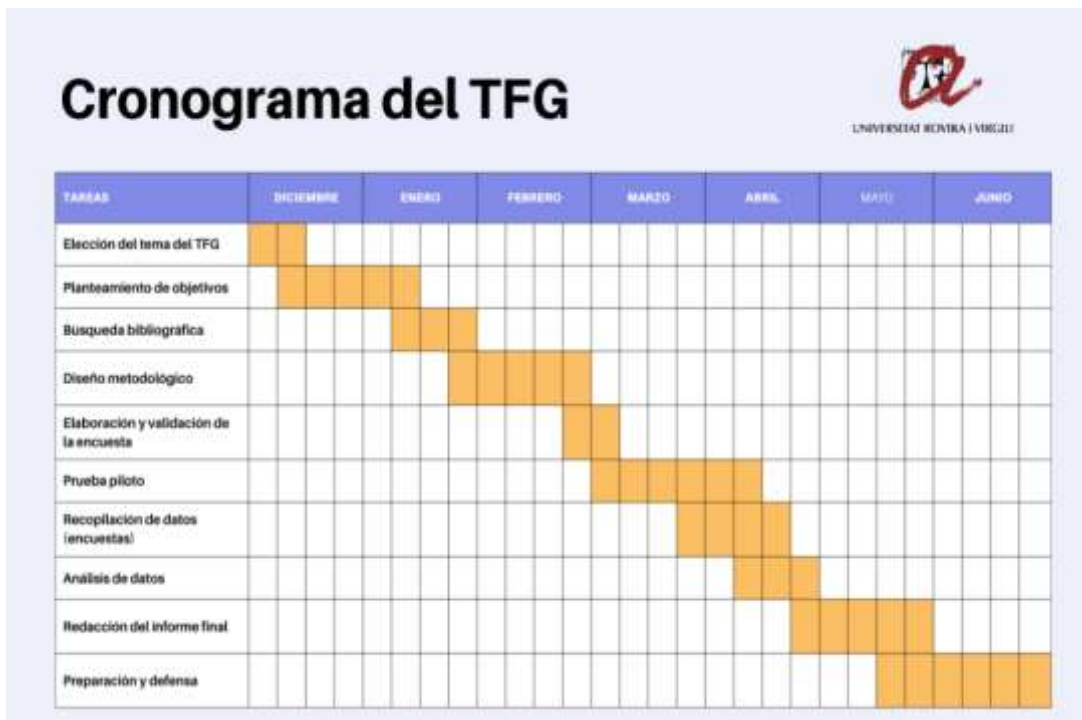 Cronograma del TFG
UNIVERSITAT ROVIRA I VIRGILI
TAREAS DICIEMBRE ENERO FEBRERO MARZO ABRIL MAYO JUNIO
Elección del tema del TFG
Planteamiento de objetivos
Búsqueda bibliográfica
Diseño metodológico
Elaboración y validación de
la encuesta
Prueba piloto
Recopilación de datos
(encuestas)
Análisis de datos
Redacción del informe final
Preparación y defensa